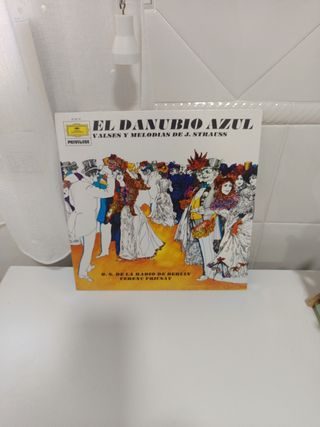 EL DANUBIO AZUL
VALSES Y MELODIAS DE J. STRAUSS
PRIVILEGE
O. S. DE LA RADIO DE BERLIN
FERENC FRICSAY